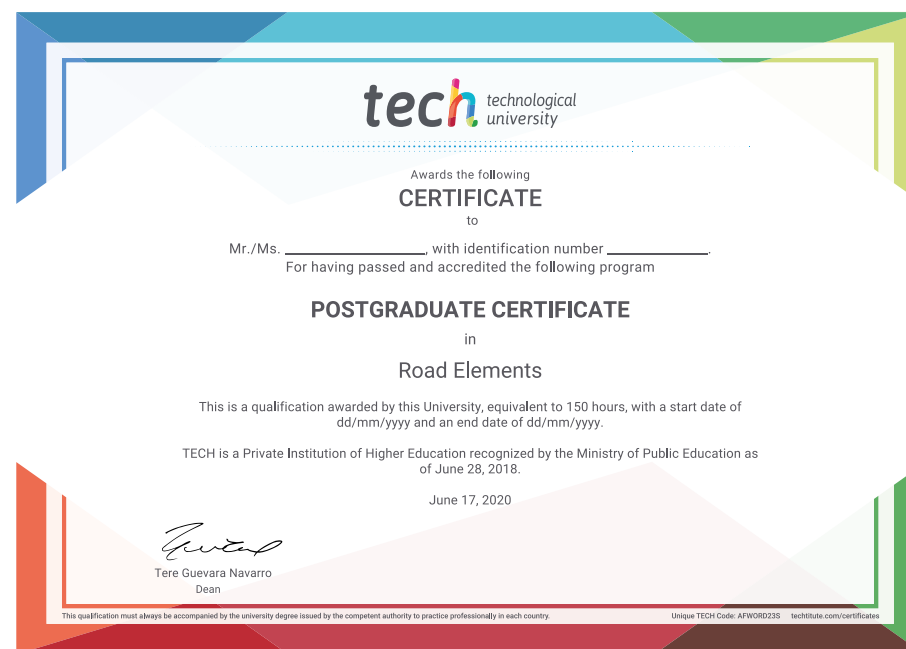 tech technological
university
Awards the following
CERTIFICATE
to
Mr./Ms. ____________________, with identification number ______________.
For having passed and accredited the following program
POSTGRADUATE CERTIFICATE
in
Road Elements
This is a qualification awarded by this University, equivalent to 150 hours, with a start date of
dd/mm/yyyy and an end date of dd/mm/yyyy.
TECH is a Private Institution of Higher Education recognized by the Ministry of Public Education as
of June 28, 2018.
June 17, 2020
Tere Guevara Navarro
Dean
This qualification must always be accompanied by the university degree issued by the competent authority to practice professionally in each country. Unique TECH Code: AFWORD23S techtitute.com/certificates